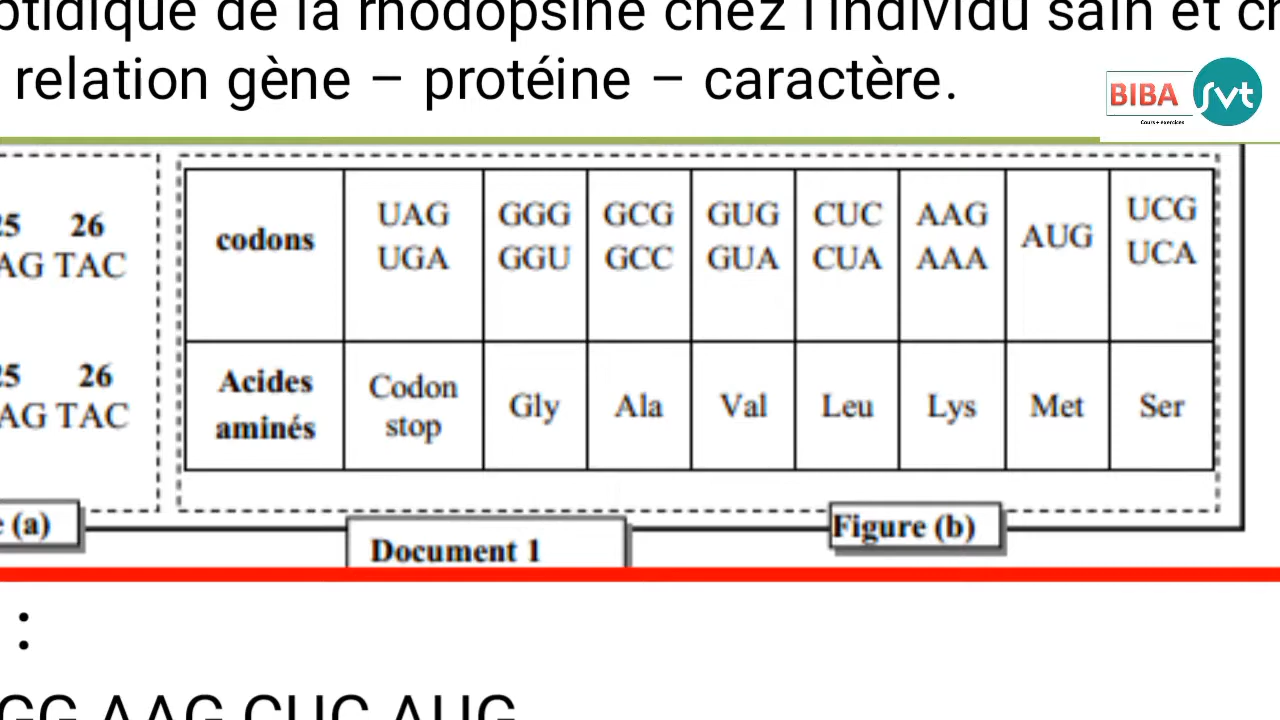 de la rhodopsine chez l'individu sain et
relation gène – protéine – caractère.
BIBA Svt
Cours + exercices
25 26
AG TAC
25 26
AG TAC
codons UAG GGG GCG GUG CUC AAG AUG UCG
UGA GGU GCC GUA CUA AAA UCA
Acides aminés Codon stop Gly Ala Val Leu Lys Met Ser
(a)
Document 1
Figure (b)
:
GG AAG CUC AUG